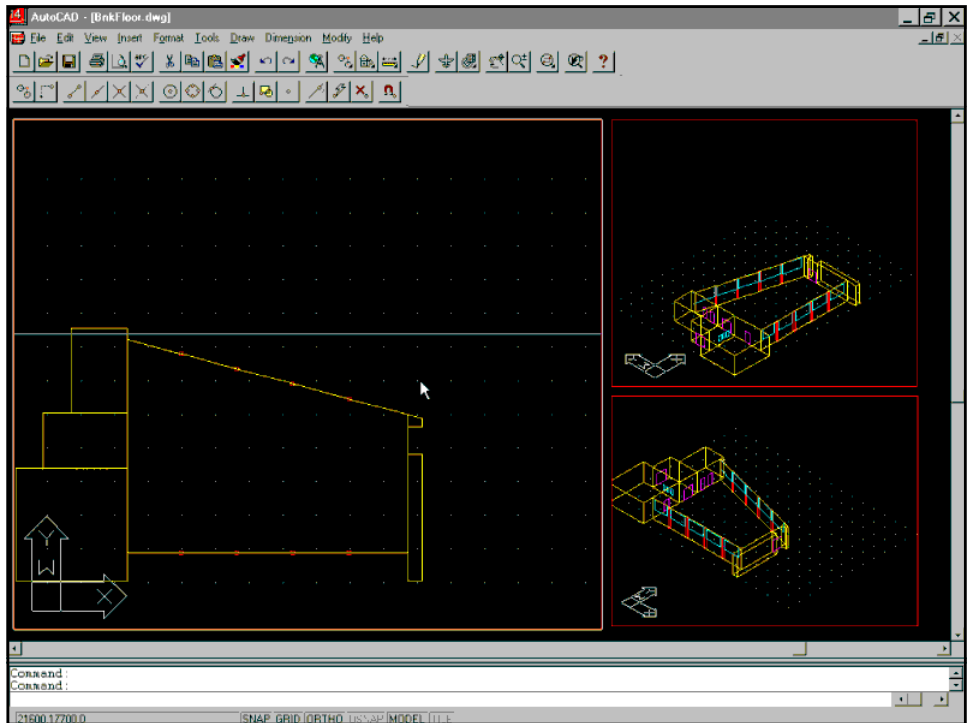 AutoCAD - [BnkFloor.dwg]
File Edit View Insert Format Tools Draw Dimension Modify Help
Y
W
X
Command:
Command:
21600,17700,0 SNAP GRID ORTHO OSNAP MODEL TILE